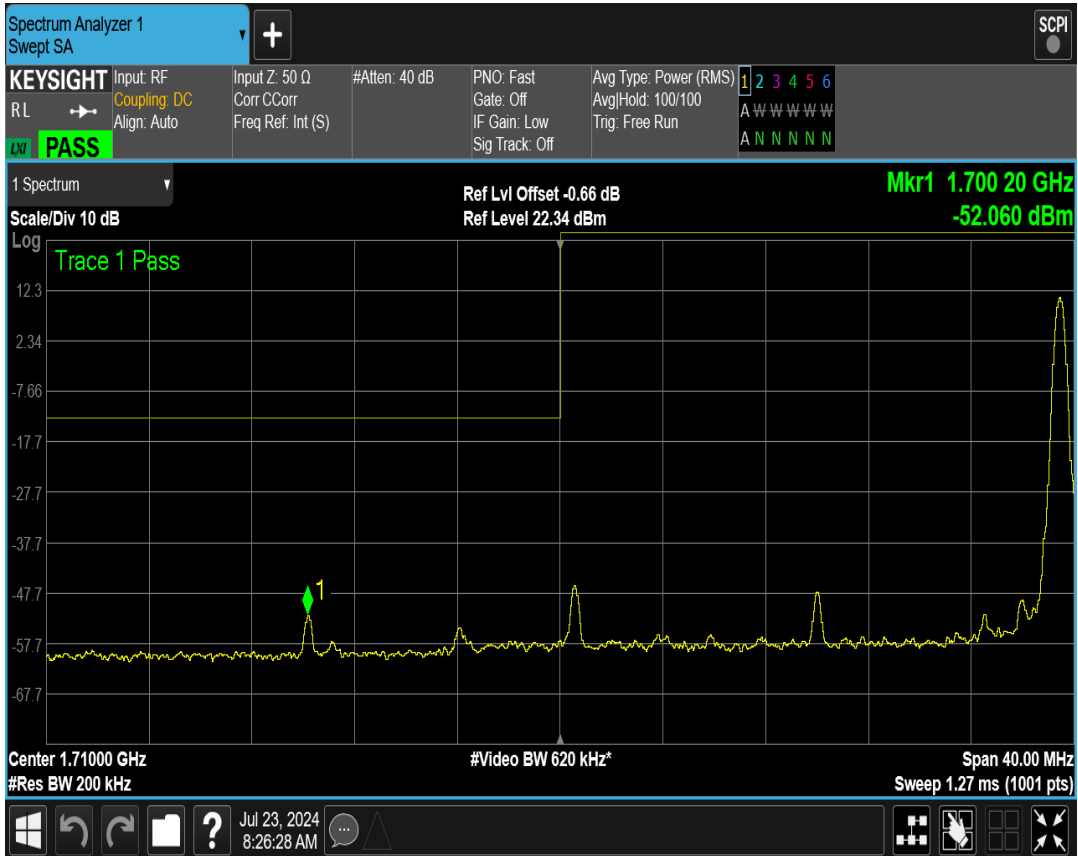 Spectrum Analyzer 1
Swept SA
SCPI
KEYSIGHT
R L
LXI PASS
Input: RF
Coupling: DC
Align: Auto
Input Z: 50 Ω
Corr CCorr
Freq Ref: Int (S)
#Atten: 40 dB
PNO: Fast
Gate: Off
IF Gain: Low
Sig Track: Off
Avg Type: Power (RMS)
Avg|Hold: 100/100
Trig: Free Run
1 2 3 4 5 6
A W W W W W
A N N N N N
1 Spectrum
Scale/Div 10 dB
Ref Lvl Offset -0.66 dB
Ref Level 22.34 dBm
Mkr1 1.700 20 GHz
-52.060 dBm
Log
Trace 1 Pass
12.3
2.34
-7.66
-17.7
-27.7
-37.7
-47.7
-57.7
-67.7
1
Center 1.71000 GHz
#Res BW 200 kHz
#Video BW 620 kHz*
Span 40.00 MHz
Sweep 1.27 ms (1001 pts)
?
Jul 23, 2024
8:26:28 AM